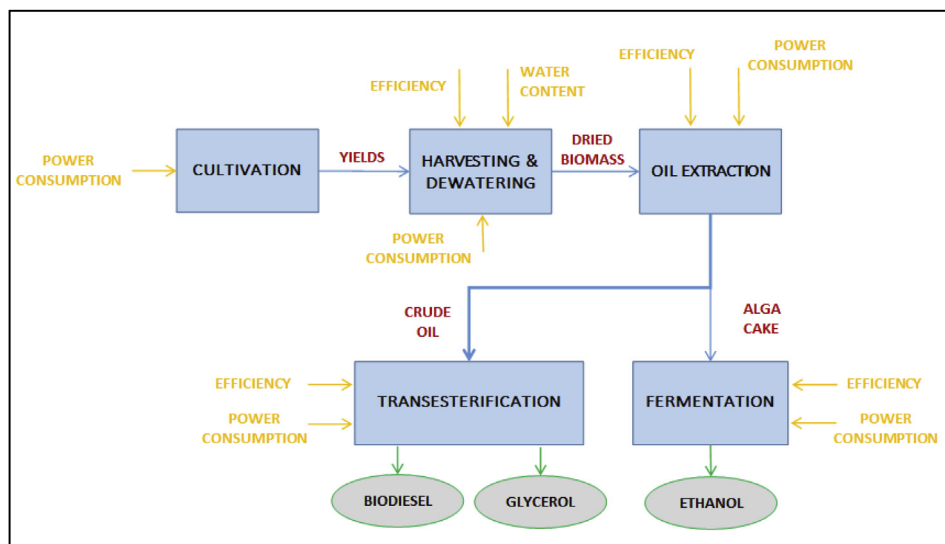 EFFICIENCY
WATER
CONTENT
EFFICIENCY
POWER
CONSUMPTION
POWER
CONSUMPTION
CULTIVATION
YIELDS
HARVESTING &
DEWATERING
DRIED
BIOMASS
OIL EXTRACTION
POWER
CONSUMPTION
CRUDE
OIL
ALGA
CAKE
EFFICIENCY
POWER
CONSUMPTION
TRANSESTERIFICATION
FERMENTATION
EFFICIENCY
POWER
CONSUMPTION
BIODIESEL
GLYCEROL
ETHANOL